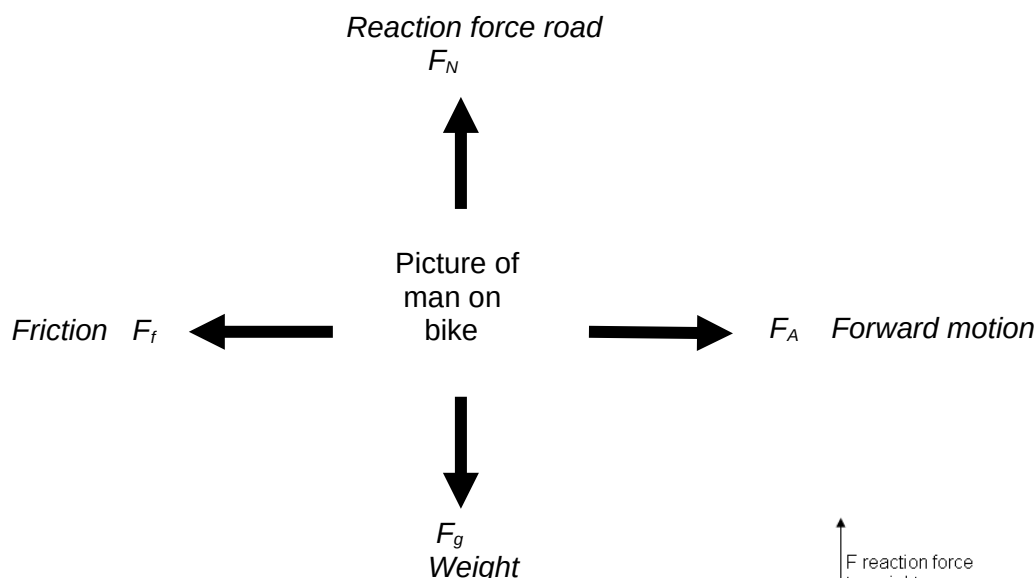 Reaction force road
F_N
Picture of
man on
bike
Friction F_f
F_A Forward motion
F_g
Weight
F reaction force